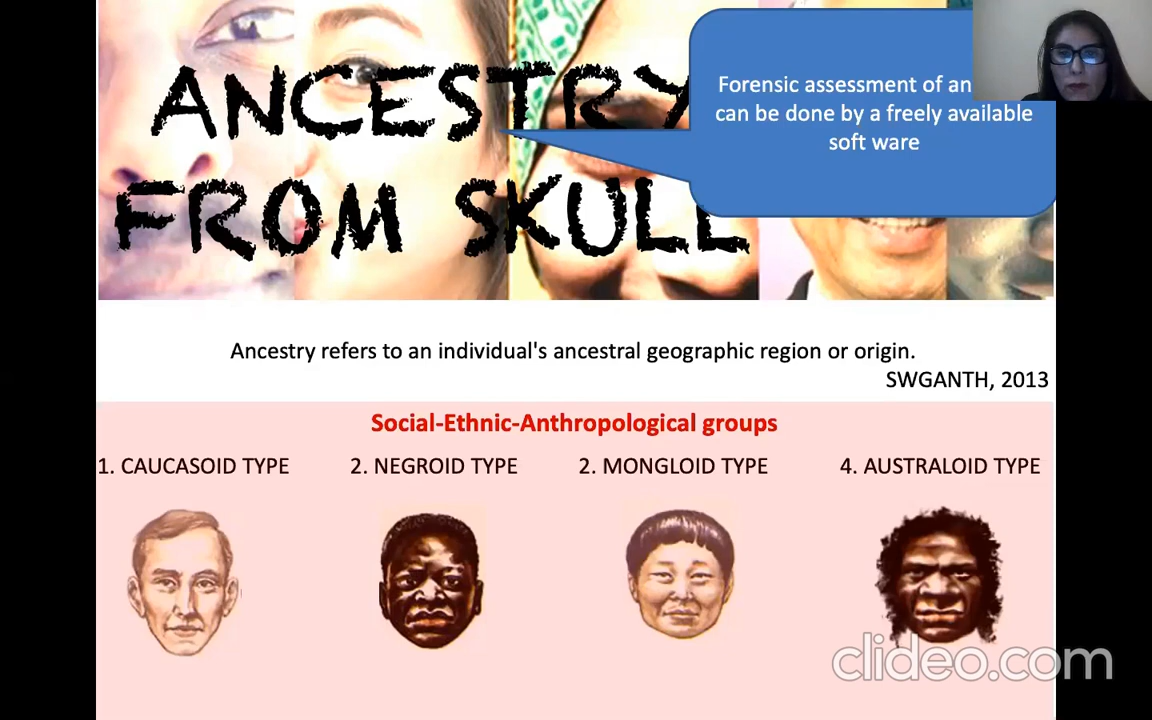 ANCESTRY
FROM SKULL
Forensic assessment of an
can be done by a freely available
soft ware
Ancestry refers to an individual's ancestral geographic region or origin.
SWGANTH, 2013
Social-Ethnic-Anthropological groups
1. CAUCASOID TYPE
2. NEGROID TYPE
2. MONGLOID TYPE
4. AUSTRALOID TYPE
clideo.com